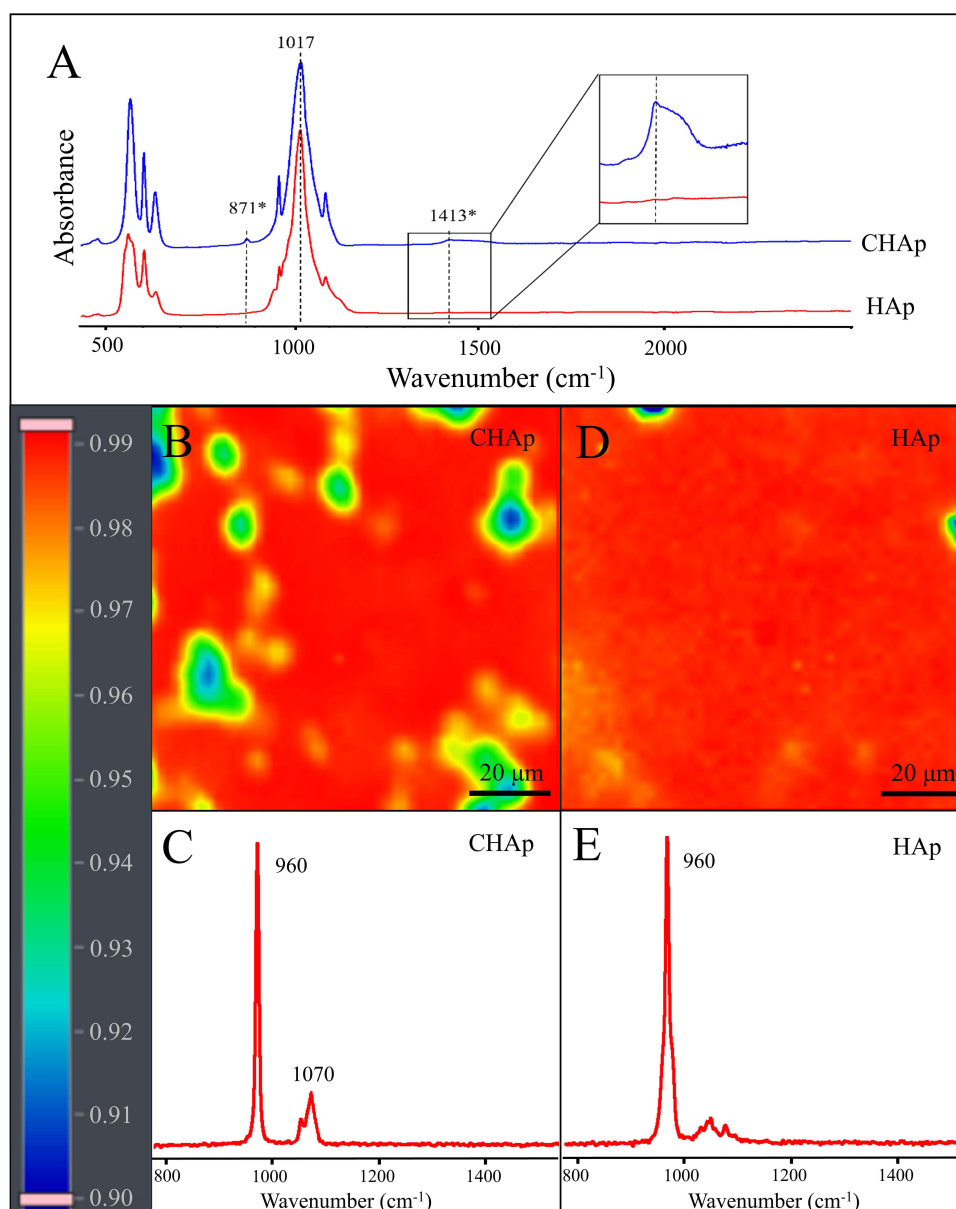 A
1017
871*
1413*
Absorbance
CHAp
HAp
500
1000
1500
2000
Wavenumber (cm-1)
0.99
0.98
0.97
0.96
0.95
0.94
0.93
0.92
0.91
0.90
B
CHAp
20 μm
D
HAp
20 μm
C
CHAp
960
1070
800
1000
1200
1400
Wavenumber (cm-1)
E
HAp
960
800
1000
1200
1400
Wavenumber (cm-1)